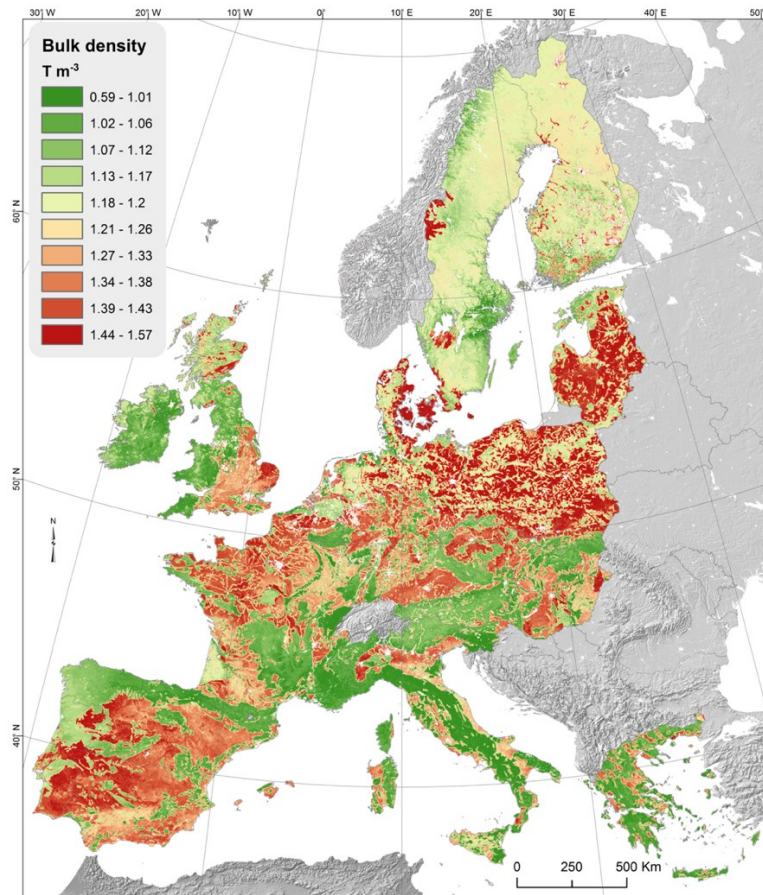 30° W 20° W 10° W 0° 10° E 20° E 30° E 40° E 50°
Bulk density
T m⁻³
0.59 - 1.01
1.02 - 1.06
1.07 - 1.12
1.13 - 1.17
1.18 - 1.2
1.21 - 1.26
1.27 - 1.33
1.34 - 1.38
1.39 - 1.43
1.44 - 1.57
60° N
50° N
N
40° N
0 250 500 Km